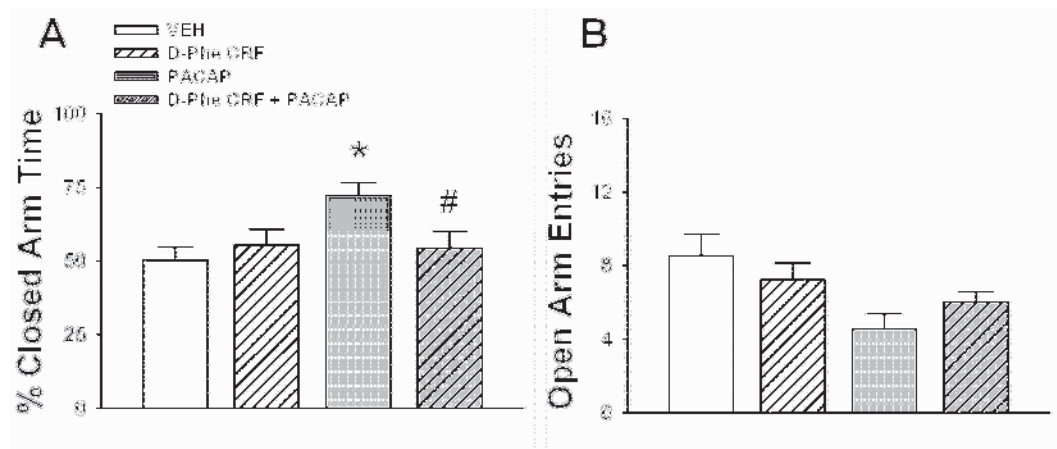 A
VEH
D-Phe CRF
PACAP
D-Phe CRF + PACAP
% Closed Arm Time
100
75
50
25
0
*
#
B
Open Arm Entries
16
12
8
4
0